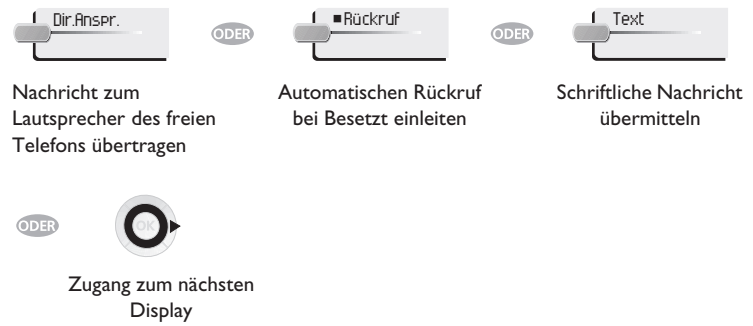 Dir.Anspr.
ODER
■Rückruf
ODER
Text
Nachricht zum
Lautsprecher des freien
Telefons übertragen
Automatischen Rückruf
bei Besetzt einleiten
Schriftliche Nachricht
übermitteln
ODER
OK
Zugang zum nächsten
Display